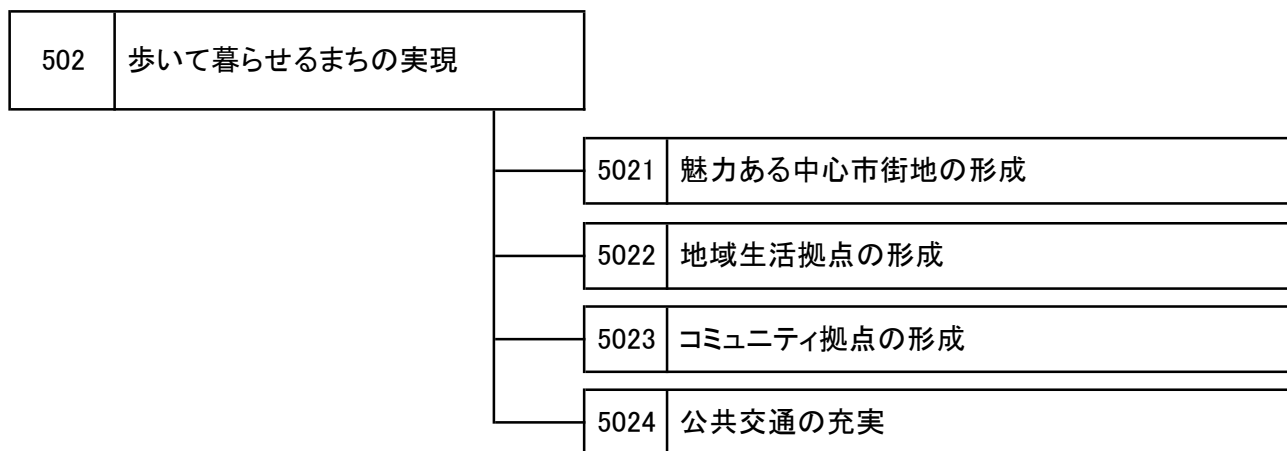 502 歩いて暮らせるまちの実現
5021 魅力ある中心市街地の形成
5022 地域生活拠点の形成
5023 コミュニティ拠点の形成
5024 公共交通の充実